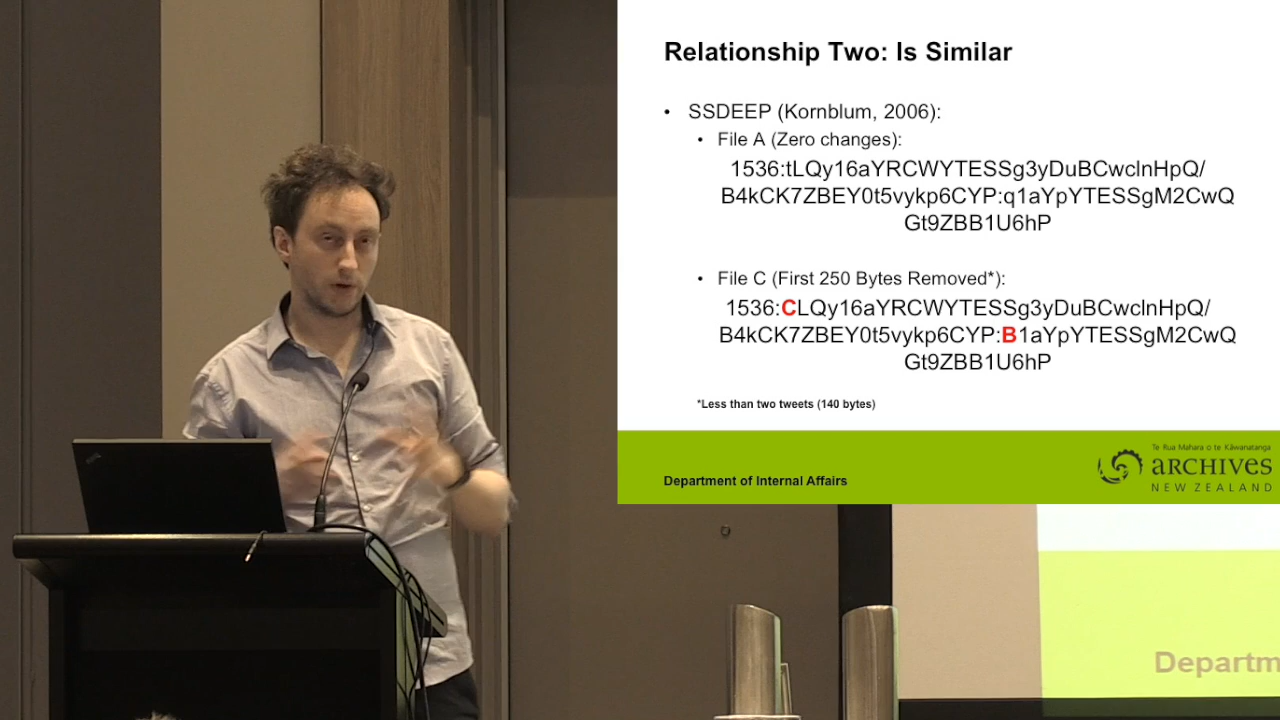 Relationship Two: Is Similar
• SSDEEP (Kornblum, 2006):
• File A (Zero changes):
1536:tLQy16aYRCWYTESSg3yDuBCwclnHpQ/
B4kCK7ZBEY0t5vykp6CYP:q1aYpYTESSgM2CwQ
Gt9ZBB1U6hP
• File C (First 250 Bytes Removed*):
1536:CLQy16aYRCWYTESSg3yDuBCwclnHpQ/
B4kCK7ZBEY0t5vykp6CYP:B1aYpYTESSgM2CwQ
Gt9ZBB1U6hP
*Less than two tweets (140 bytes)
Te Rua Mahara o te Kāwanatanga
ARCHIVES
NEW ZEALAND
Department of Internal Affairs
Departm